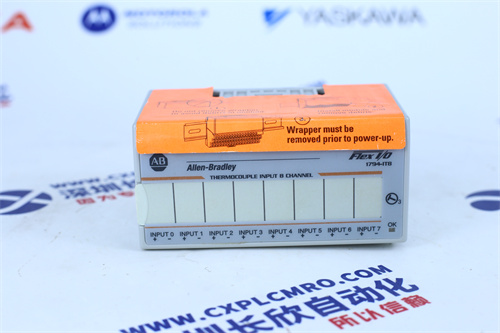 MOTOROLA
YASKAWA
Wrapper must be
removed prior to power-up.
AB
Allen-Bradley
Flex I/O
1794-IT8
THERMOCOUPLE INPUT 8 CHANNEL
OK
INPUT 0 INPUT 1 INPUT 2 INPUT 3 INPUT 4 INPUT 5 INPUT 6 INPUT 7
+ - + - + - + - + - + - + - + -
WWW.CXPLCMRO.COM
深圳长欣自动化
所以信赖